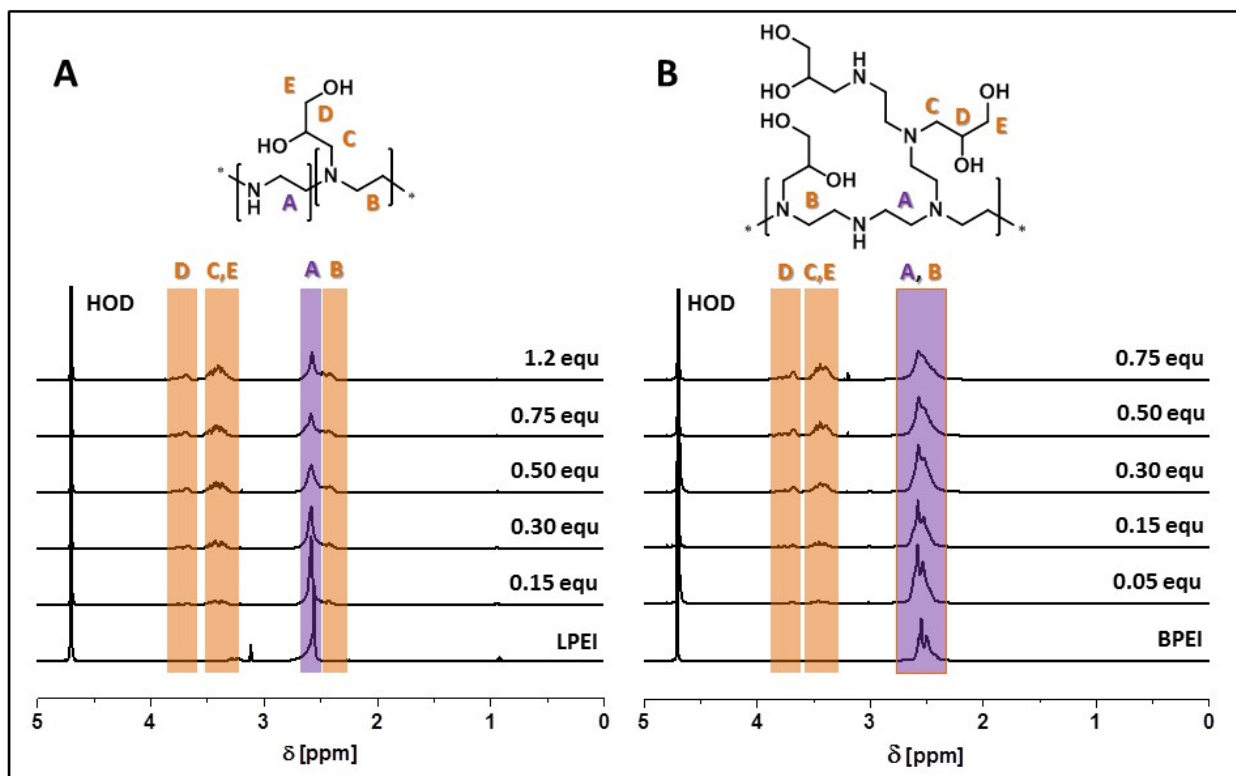 A
E
OH
D
HO
C
N
N
H
A
B
*
*
D C,E A B
HOD
1.2 equ
0.75 equ
0.50 equ
0.30 equ
0.15 equ
LPEI
5 4 3 2 1 0
δ [ppm]
B
HO
H
N
HO
OH
C
D
E
HO
N
OH
OH
B
A
N
N
H
N
*
*
D C,E A, B
HOD
0.75 equ
0.50 equ
0.30 equ
0.15 equ
0.05 equ
BPEI
5 4 3 2 1 0
δ [ppm]